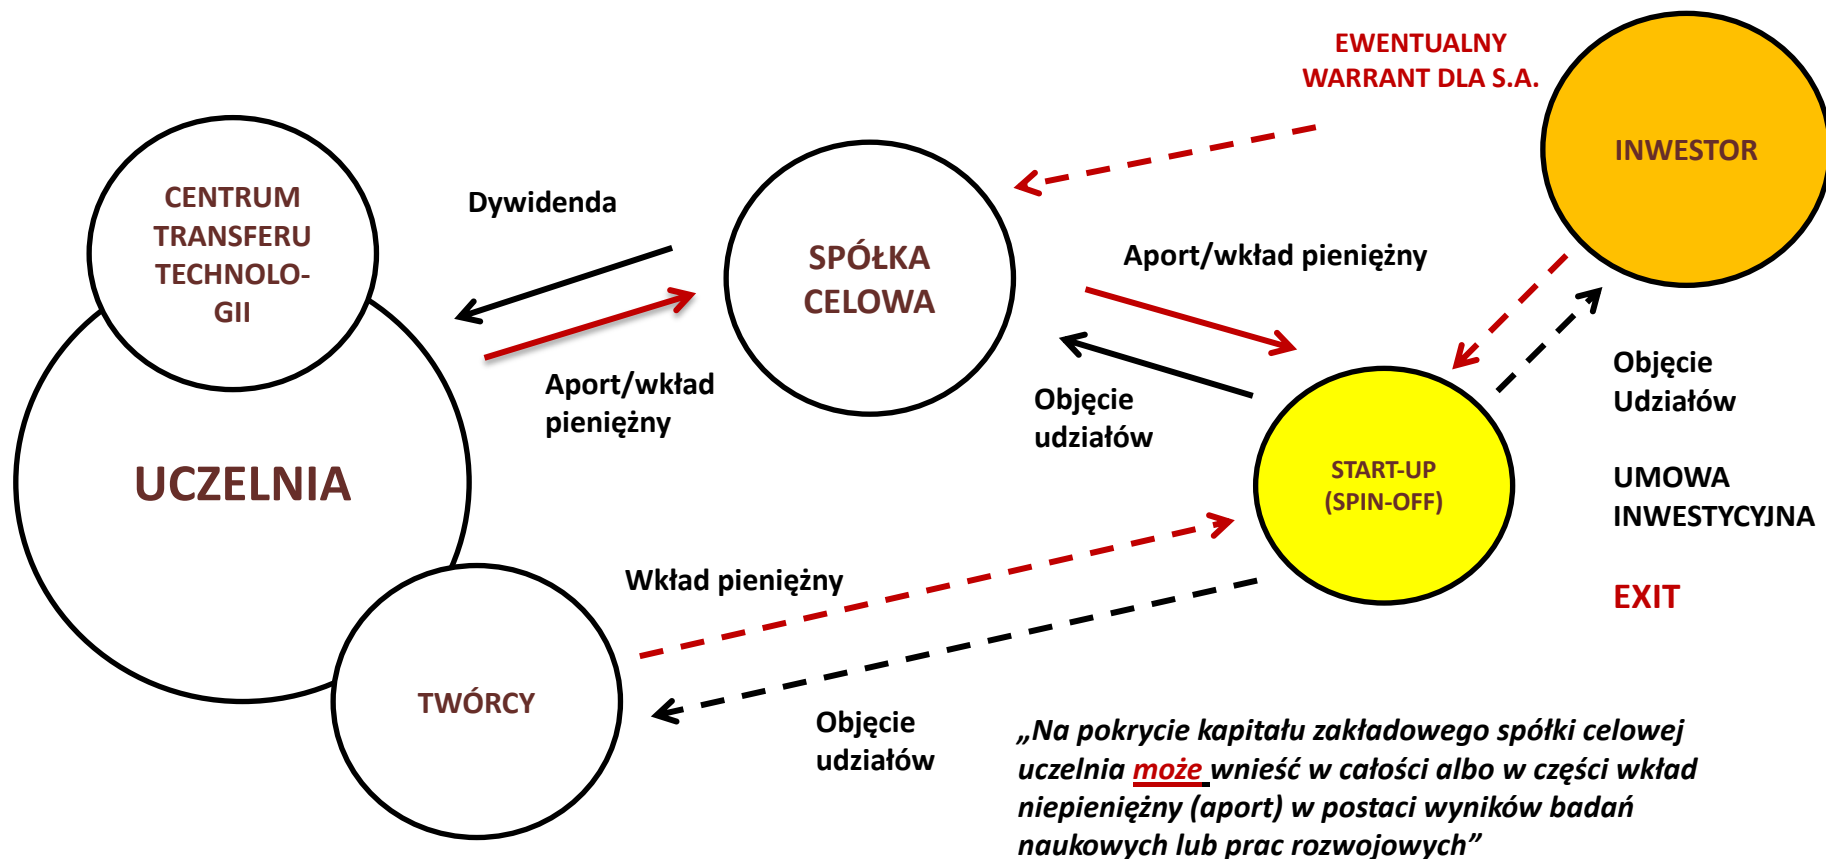 EWENTUALNY
WARRANT DLA S.A.
INWESTOR
CENTRUM
TRANSFERU
TECHNOLO-
GII
Dywidenda
SPÓŁKA
CELOWA
Aport/wkład pieniężny
Aport/wkład
pieniężny
Objęcie
udziałów
Objęcie
Udziałów
UCZELNIA
START-UP
(SPIN-OFF)
UMOWA
INWESTYCYJNA
EXIT
Wkład pieniężny
TWÓRCY
Objęcie
udziałów
„Na pokrycie kapitału zakładowego spółki celowej
uczelnia może wnieść w całości albo w części wkład
niepieniężny (aport) w postaci wyników badań
naukowych lub prac rozwojowych”